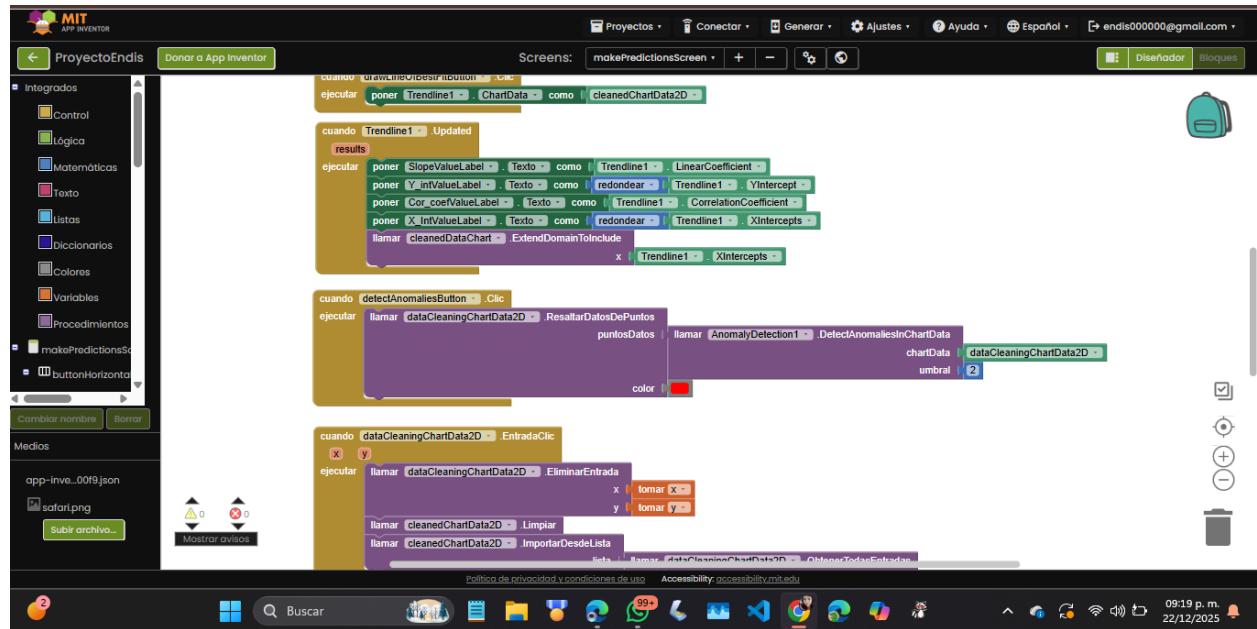 MIT
APP INVENTOR
Proyectos
Conectar
Generar
Ajustes
Ayuda
Español
endis000000@gmail.com
ProyectoEndis
Donar a App Inventor
Screens:
makePredictionsScreen
Diseñador
Bloques
Integrados
Control
Lógica
Matemáticas
Texto
Listas
Diccionarios
Colores
Variables
Procedimientos
makePredictionsSc
buttonHorizonta
Cambiar nombre
Borrar
Medios
app-inve...00f9.json
safari.png
Subir archivo...
cuando drawLineOfBestFitButton .Clic
ejecutar poner Trendline1 . ChartData como cleanedChartData2D
cuando Trendline1 .Updated
results
ejecutar poner SlopeValueLabel . Texto como Trendline1 . LinearCoefficient
poner Y_intValueLabel . Texto como redondear Trendline1 . YIntercept
poner Cor_coefValueLabel . Texto como Trendline1 . CorrelationCoefficient
poner X_IntValueLabel . Texto como redondear Trendline1 . XIntercepts
llamar cleanedDataChart .ExtendDomainToInclude
x Trendline1 . XIntercepts
cuando detectAnomaliesButton .Clic
ejecutar llamar dataCleaningChartData2D .ResaltarDatosDePuntos
puntosDatos llamar AnomalyDetection1 .DetectAnomaliesInChartData
chartData dataCleaningChartData2D
umbral 2
color
cuando dataCleaningChartData2D .EntradaClic
x y
ejecutar llamar dataCleaningChartData2D .EliminarEntrada
x tomar x
y tomar y
llamar cleanedChartData2D .Limpiar
llamar cleanedChartData2D .ImportarDesdeLista
lista llamar dataCleaningChartData2D .ObtenerTodasEntradas
0 0
Mostrar avisos
Política de privacidad y condiciones de uso Accessibility: accessibility.mit.edu
2
Buscar
99+
09:19 p. m.
22/12/2025